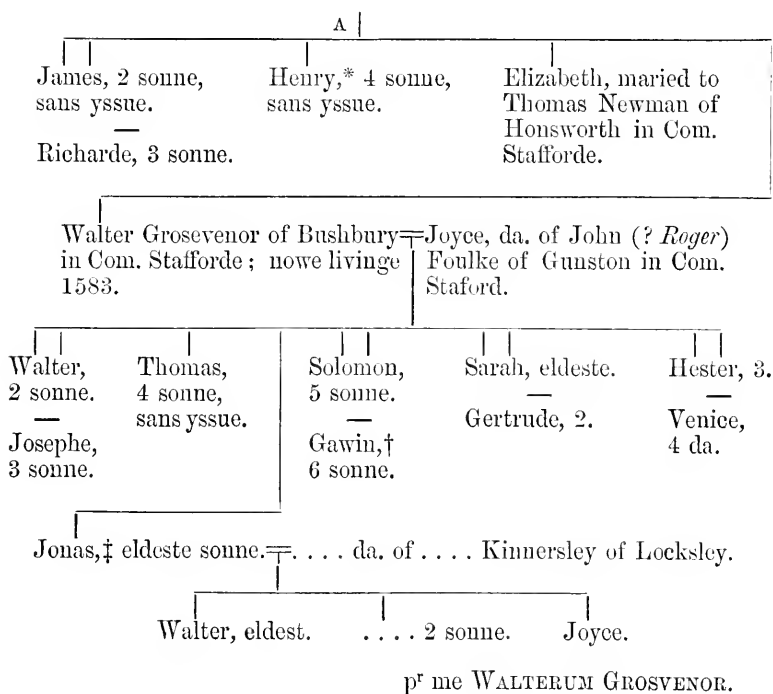 A
James, 2 sonne,
sans yssue.
Richarde, 3 sonne.
Henry,* 4 sonne,
sans yssue.
Elizabeth, maried to
Thomas Newman of
Honsworth in Com.
Stafforde.
Walter Grosevenor of Bushbury
in Com. Stafforde; nowe livinge
1583.
Joyce, da. of John (? Roger)
Foulke of Gunston in Com.
Staford.
Walter,
2 sonne.
Josephe,
3 sonne.
Thomas,
4 sonne,
sans yssue.
Solomon,
5 sonne.
Gawin,†
6 sonne.
Sarah, eldeste.
Gertrude, 2.
Hester, 3.
Venice,
4 da.
Jonas,‡ eldeste sonne. . . . . da. of . . . . Kinnersley of Locksley.
Walter, eldest. . . . . 2 sonne. Joyce.
pʳ me WALTERUM GROSVENOR.